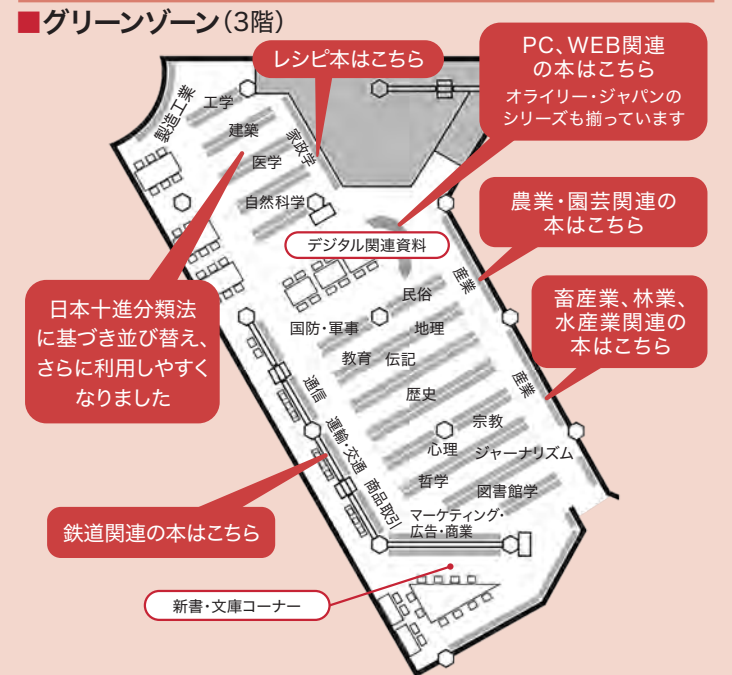 ■グリーンゾーン(3階)
レシピ本はこちら
PC、WEB関連
の本はこちら
オライリー・ジャパンの
シリーズも揃っています
製造工業
工学
建築
医学
自然科学
家政学
デジタル関連資料
農業・園芸関連の
本はこちら
産業
畜産業、林業、
水産業関連の
本はこちら
産業
日本十進分類法
に基づき並び替え、
さらに利用しやすく
なりました
民俗
国防・軍事
地理
教育
伝記
歴史
通信
運輸・交通
商品取引
宗教
心理
ジャーナリズム
哲学
図書館学
マーケティング・
広告・商業
鉄道関連の本はこちら
新書・文庫コーナー